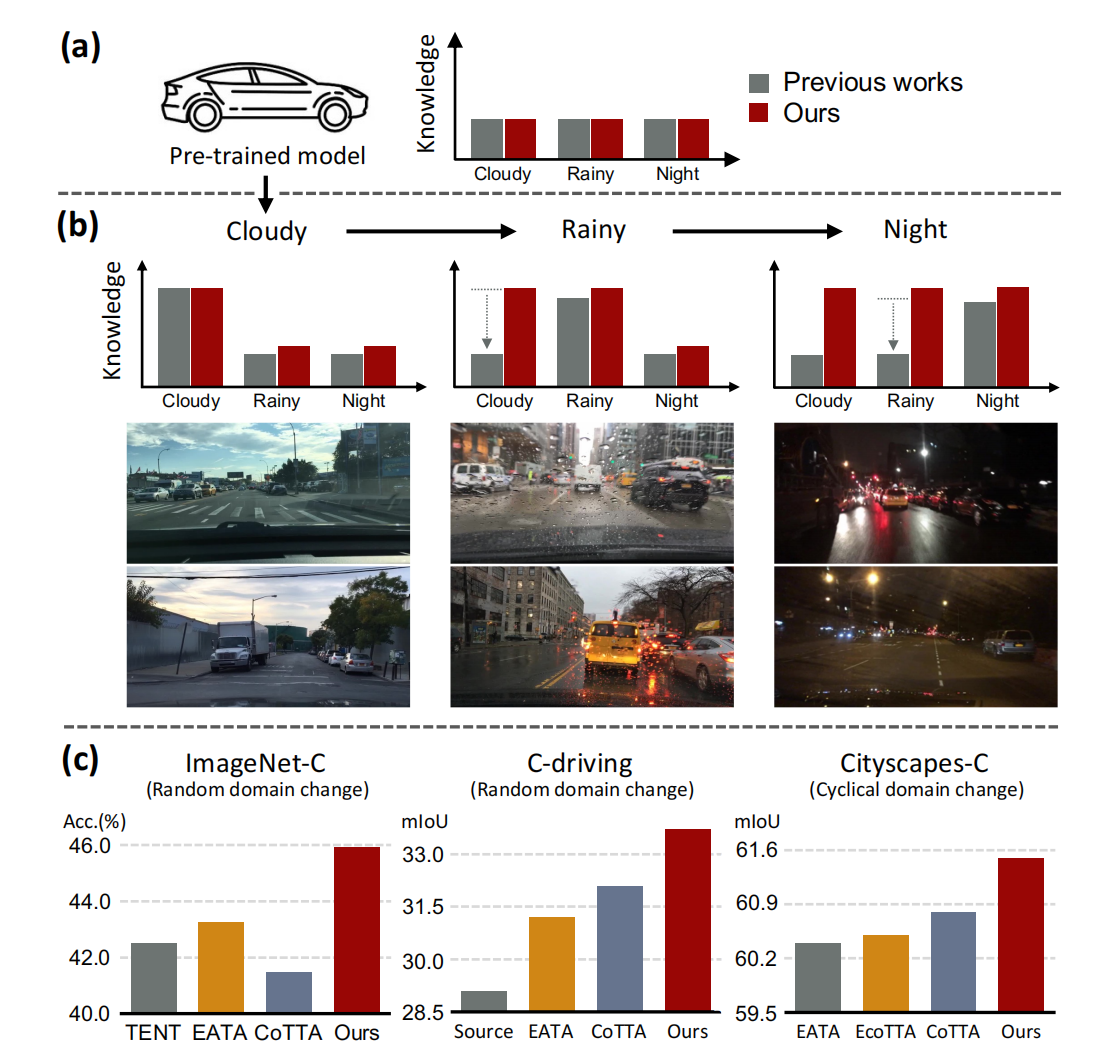 (a)
Pre-trained model
Knowledge
Cloudy Rainy Night
Previous works
Ours
(b)
Cloudy Rainy Night
Knowledge
Cloudy Rainy Night
Cloudy Rainy Night
Cloudy Rainy Night
(c)
ImageNet-C
(Random domain change)
Acc.(%)
46.0
44.0
42.0
40.0
TENT EATA CoTTA Ours
C-driving
(Random domain change)
mIoU
33.0
31.5
30.0
28.5
Source EATA CoTTA Ours
Cityscapes-C
(Cyclical domain change)
mIoU
61.6
60.9
60.2
59.5
EATA EcoTTA CoTTA Ours